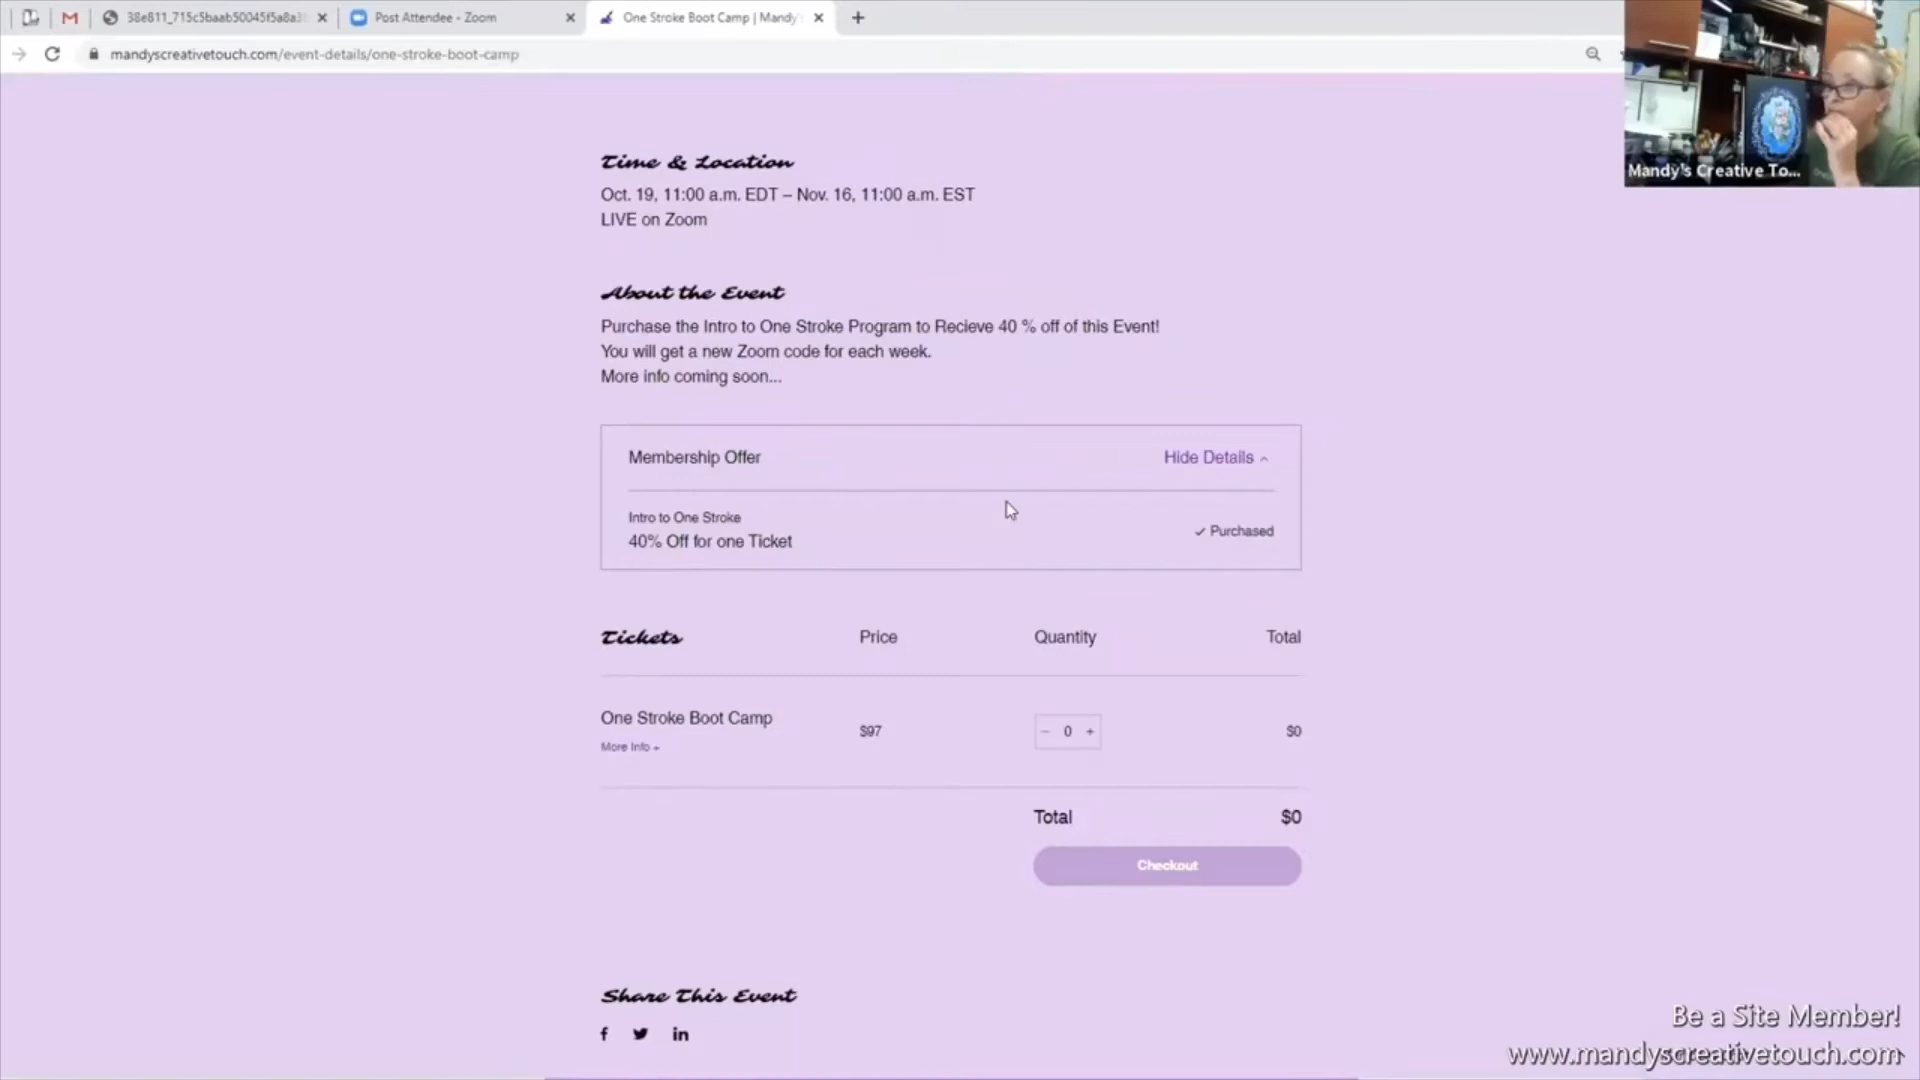 38e811_715c5baab50045f5a8a3
Post Attendee - Zoom
One Stroke Boot Camp | Mandy'
mandyscreativetouch.com/event-details/one-stroke-boot-camp
Mandy's Creative To...
Time & Location
Oct. 19, 11:00 a.m. EDT – Nov. 16, 11:00 a.m. EST
LIVE on Zoom
About the Event
Purchase the Intro to One Stroke Program to Recieve 40 % off of this Event!
You will get a new Zoom code for each week.
More info coming soon...
Membership Offer
Hide Details
Intro to One Stroke
40% Off for one Ticket
✓ Purchased
Tickets Price Quantity Total
One Stroke Boot Camp $97 − 0 + $0
More Info +
Total $0
Checkout
Share This Event
Be a Site Member!
www.mandyscreativetouch.com